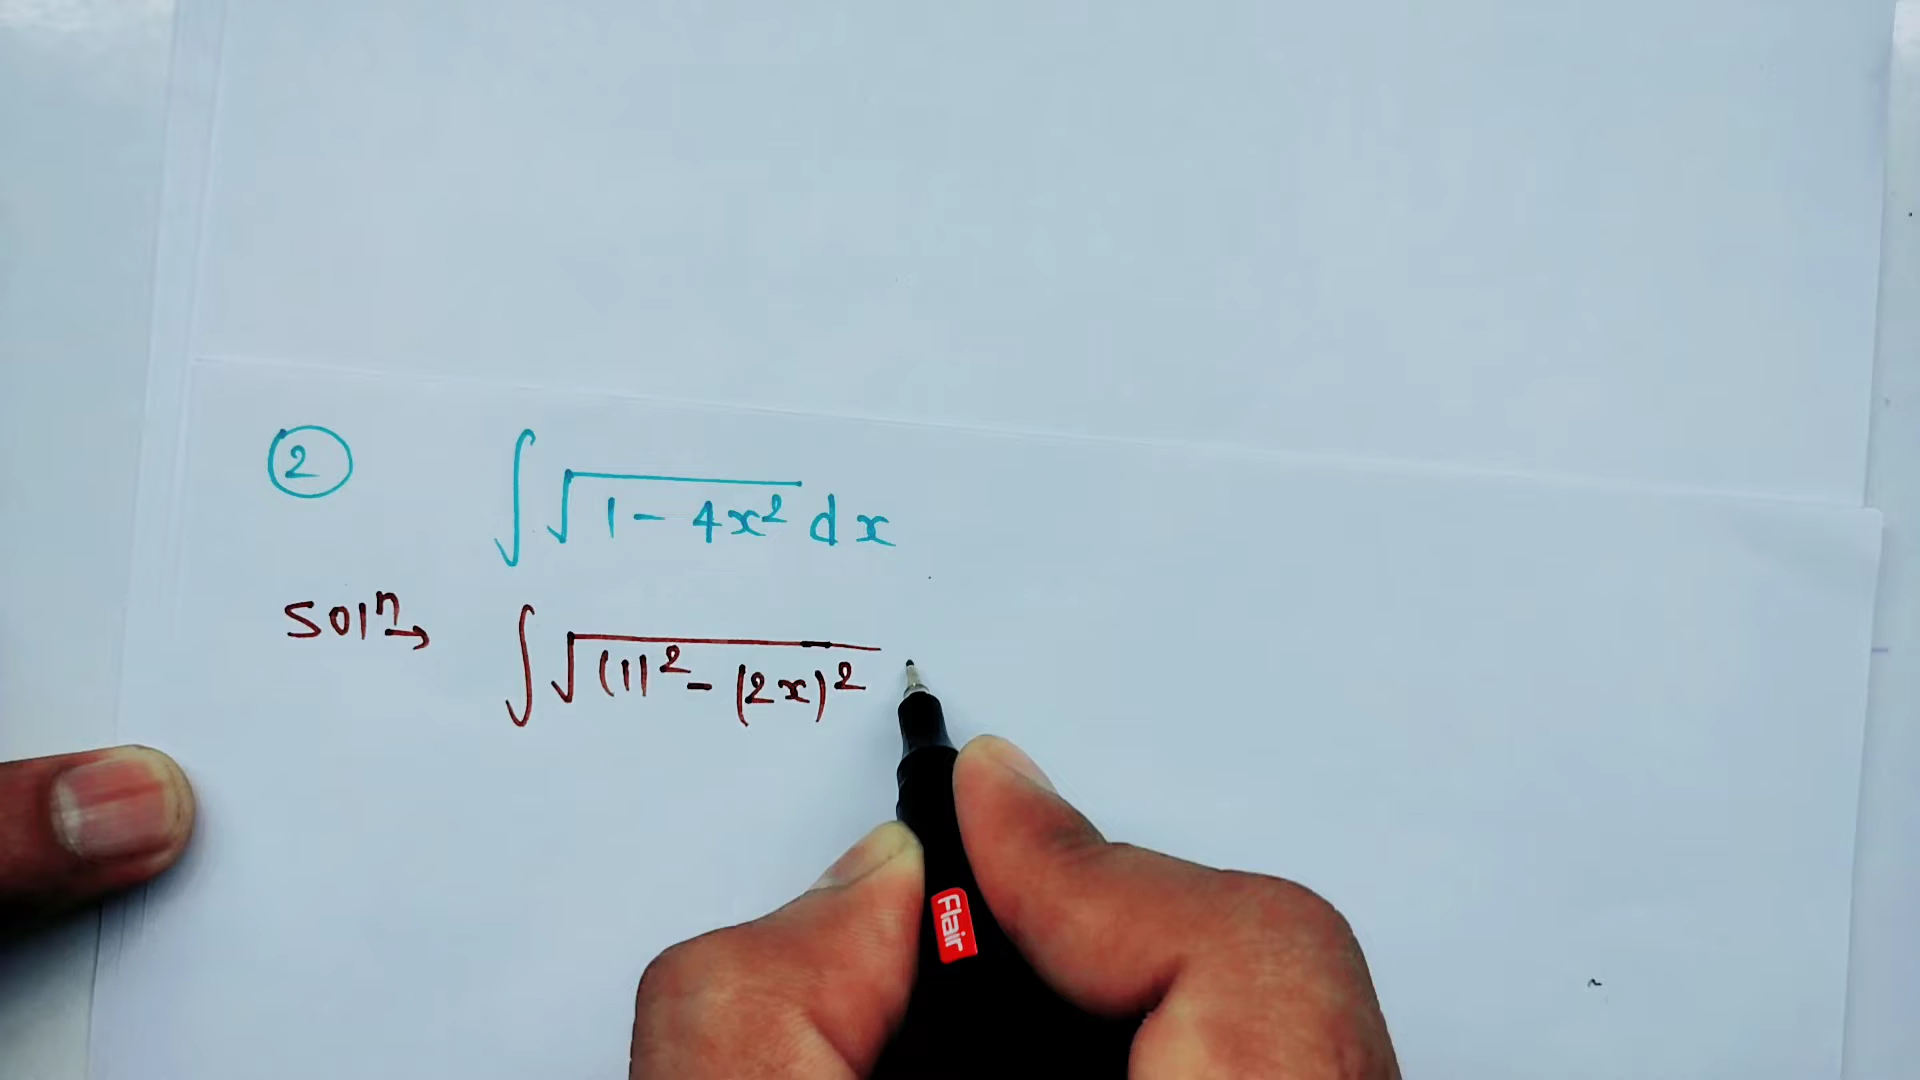 ② ∫ √1 - 4x² dx
Solⁿ→ ∫ √(1)² - (2x)²
Flair